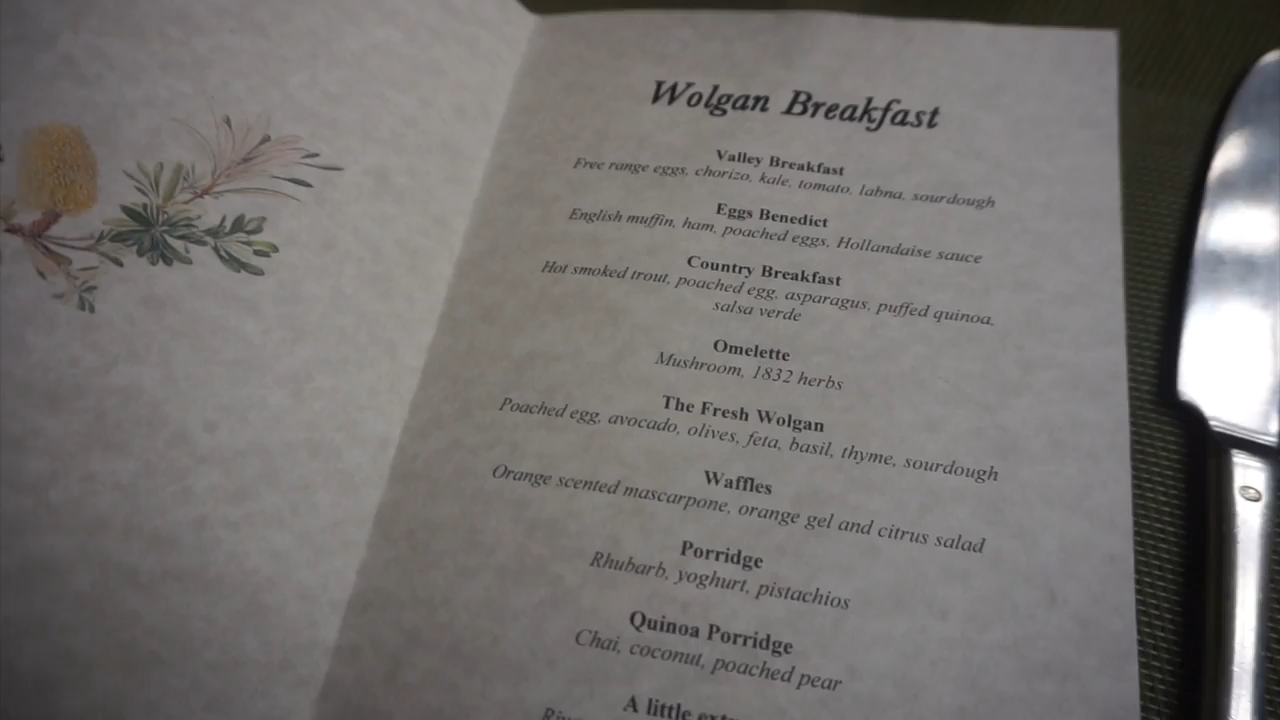 Wolgan Breakfast
Valley Breakfast
Free range eggs, chorizo, kale, tomato, labna, sourdough
Eggs Benedict
English muffin, ham, poached eggs, Hollandaise sauce
Country Breakfast
Hot smoked trout, poached egg, asparagus, puffed quinoa,
salsa verde
Omelette
Mushroom, 1832 herbs
The Fresh Wolgan
Poached egg, avocado, olives, feta, basil, thyme, sourdough
Waffles
Orange scented mascarpone, orange gel and citrus salad
Porridge
Rhubarb, yoghurt, pistachios
Quinoa Porridge
Chai, coconut, poached pear
A little